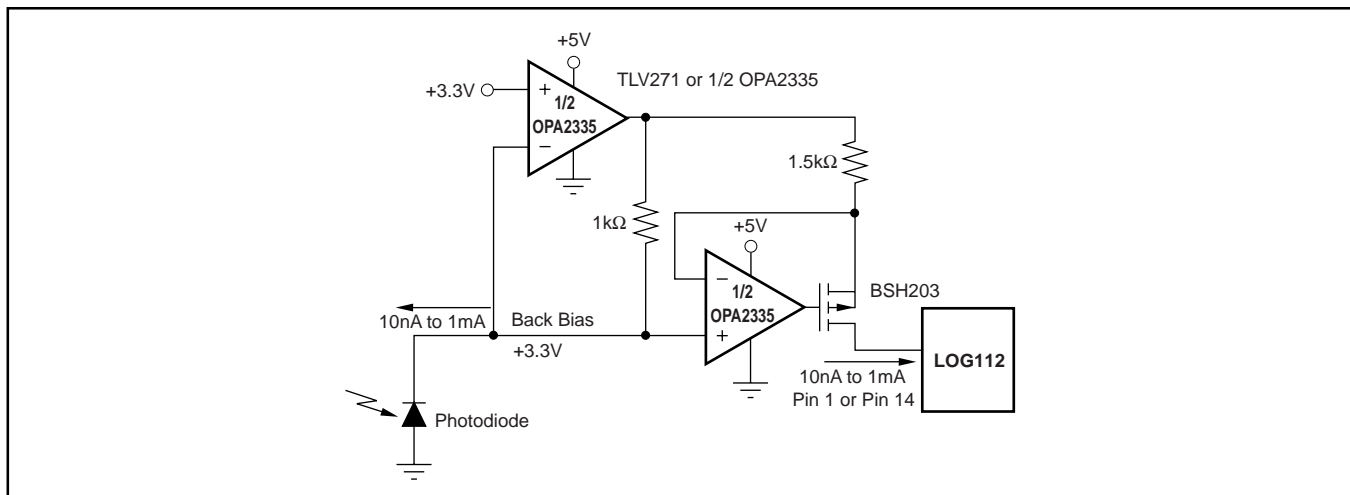 +5V
TLV271 or 1/2 OPA2335
+3.3V
+
1/2
OPA2335
−
1.5kΩ
1kΩ
+5V
−
1/2
OPA2335
+
BSH203
10nA to 1mA
Back Bias
+3.3V
LOG112
10nA to 1mA
Pin 1 or Pin 14
Photodiode